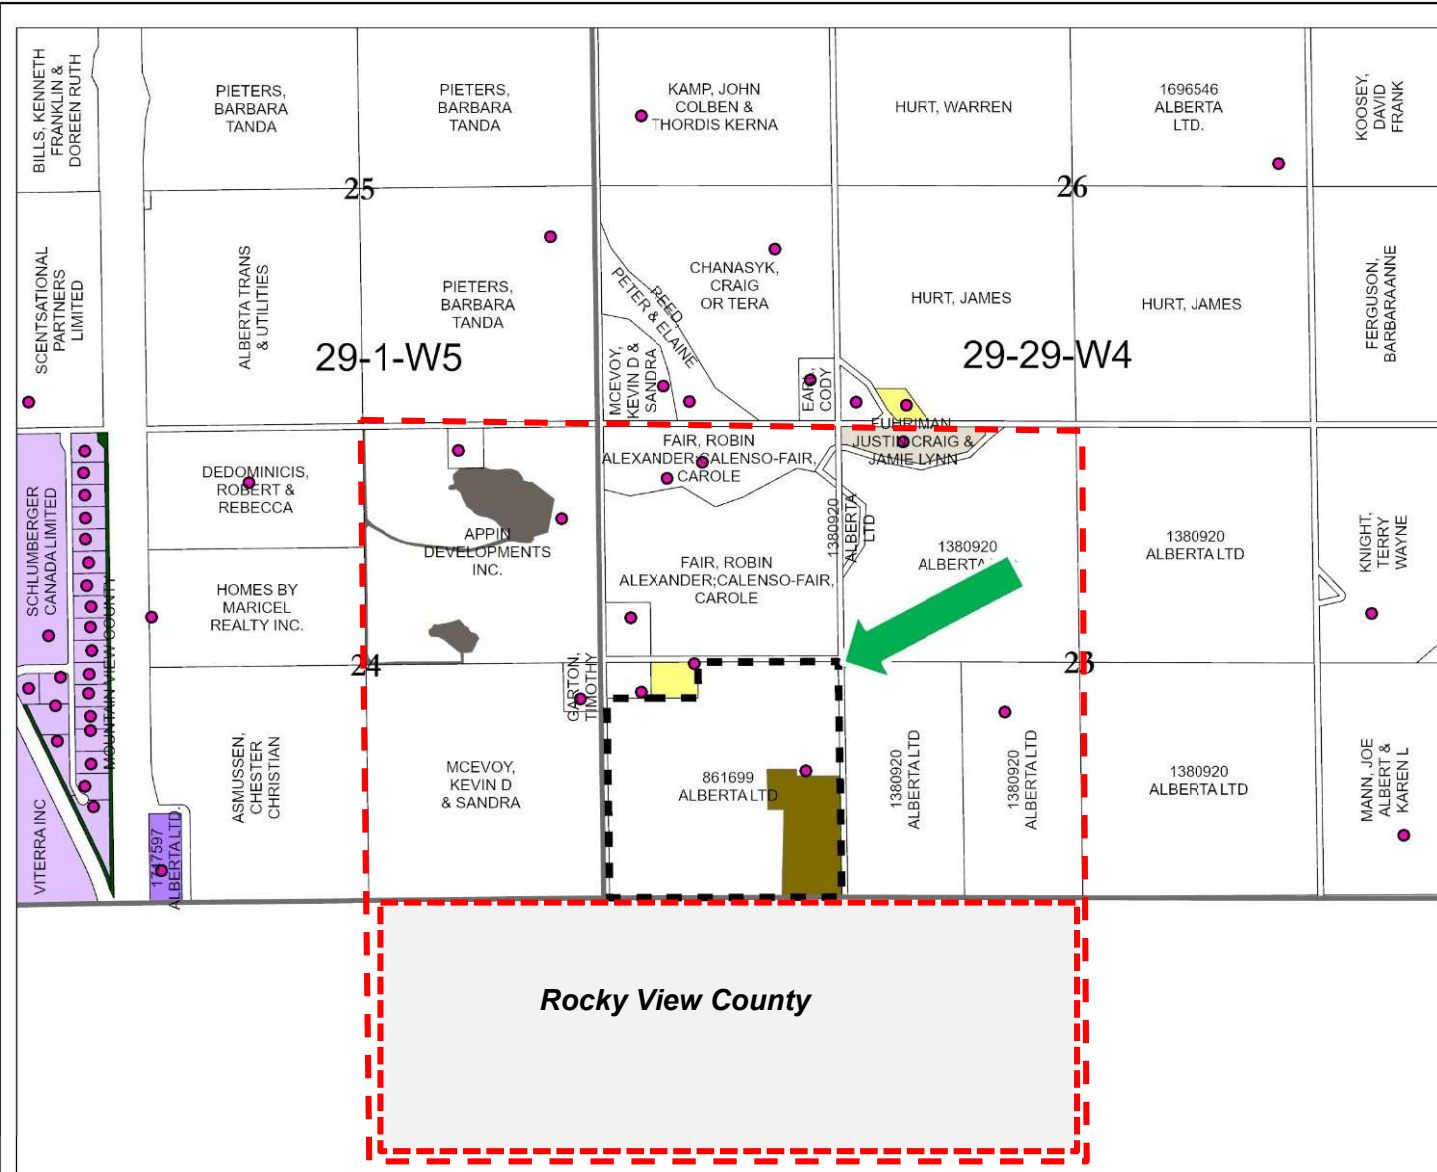 BILLS, KENNETH
FRANKLIN &
DOREEN RUTH
PIETERS,
BARBARA
TANDA
PIETERS,
BARBARA
TANDA
KAMP, JOHN
COLBEN &
THORDIS KERNA
HURT, WARREN
1696546
ALBERTA
LTD.
KOOSEY,
DAVID
FRANK
25
26
SCENTSATIONAL
PARTNERS
LIMITED
ALBERTA TRANS
& UTILITIES
PIETERS,
BARBARA
TANDA
REED,
PETER & ELAINE
CHANASYK,
CRAIG
OR TERA
HURT, JAMES
HURT, JAMES
FERGUSON,
BARBARAANNE
29-1-W5
29-29-W4
MCEVOY,
KEVIN D &
SANDRA
EARL,
CODY
FUHRIMAN,
JUSTIN CRAIG &
JAMIE LYNN
SCHLUMBERGER
CANADA LIMITED
DEDOMINICIS,
ROBERT &
REBECCA
FAIR, ROBIN
ALEXANDER;CALENSO-FAIR,
CAROLE
APPIN
DEVELOPMENTS
INC.
1380920
ALBERTA
LTD
1380920
ALBERTA
1380920
ALBERTA LTD
KNIGHT,
TERRY
WAYNE
HOMES BY
MARICEL
REALTY INC.
FAIR, ROBIN
ALEXANDER;CALENSO-FAIR,
CAROLE
MOUNTAIN VIEW COUNTY
24
23
GARTON,
TIMOTHY
VITERRA INC
1717597
ALBERTA LTD.
ASMUSSEN,
CHESTER
CHRISTIAN
MCEVOY,
KEVIN D
& SANDRA
861699
ALBERTA LTD
1380920
ALBERTA LTD
1380920
ALBERTA LTD
1380920
ALBERTA LTD
MANN, JOE
ALBERT &
KAREN L
Rocky View County